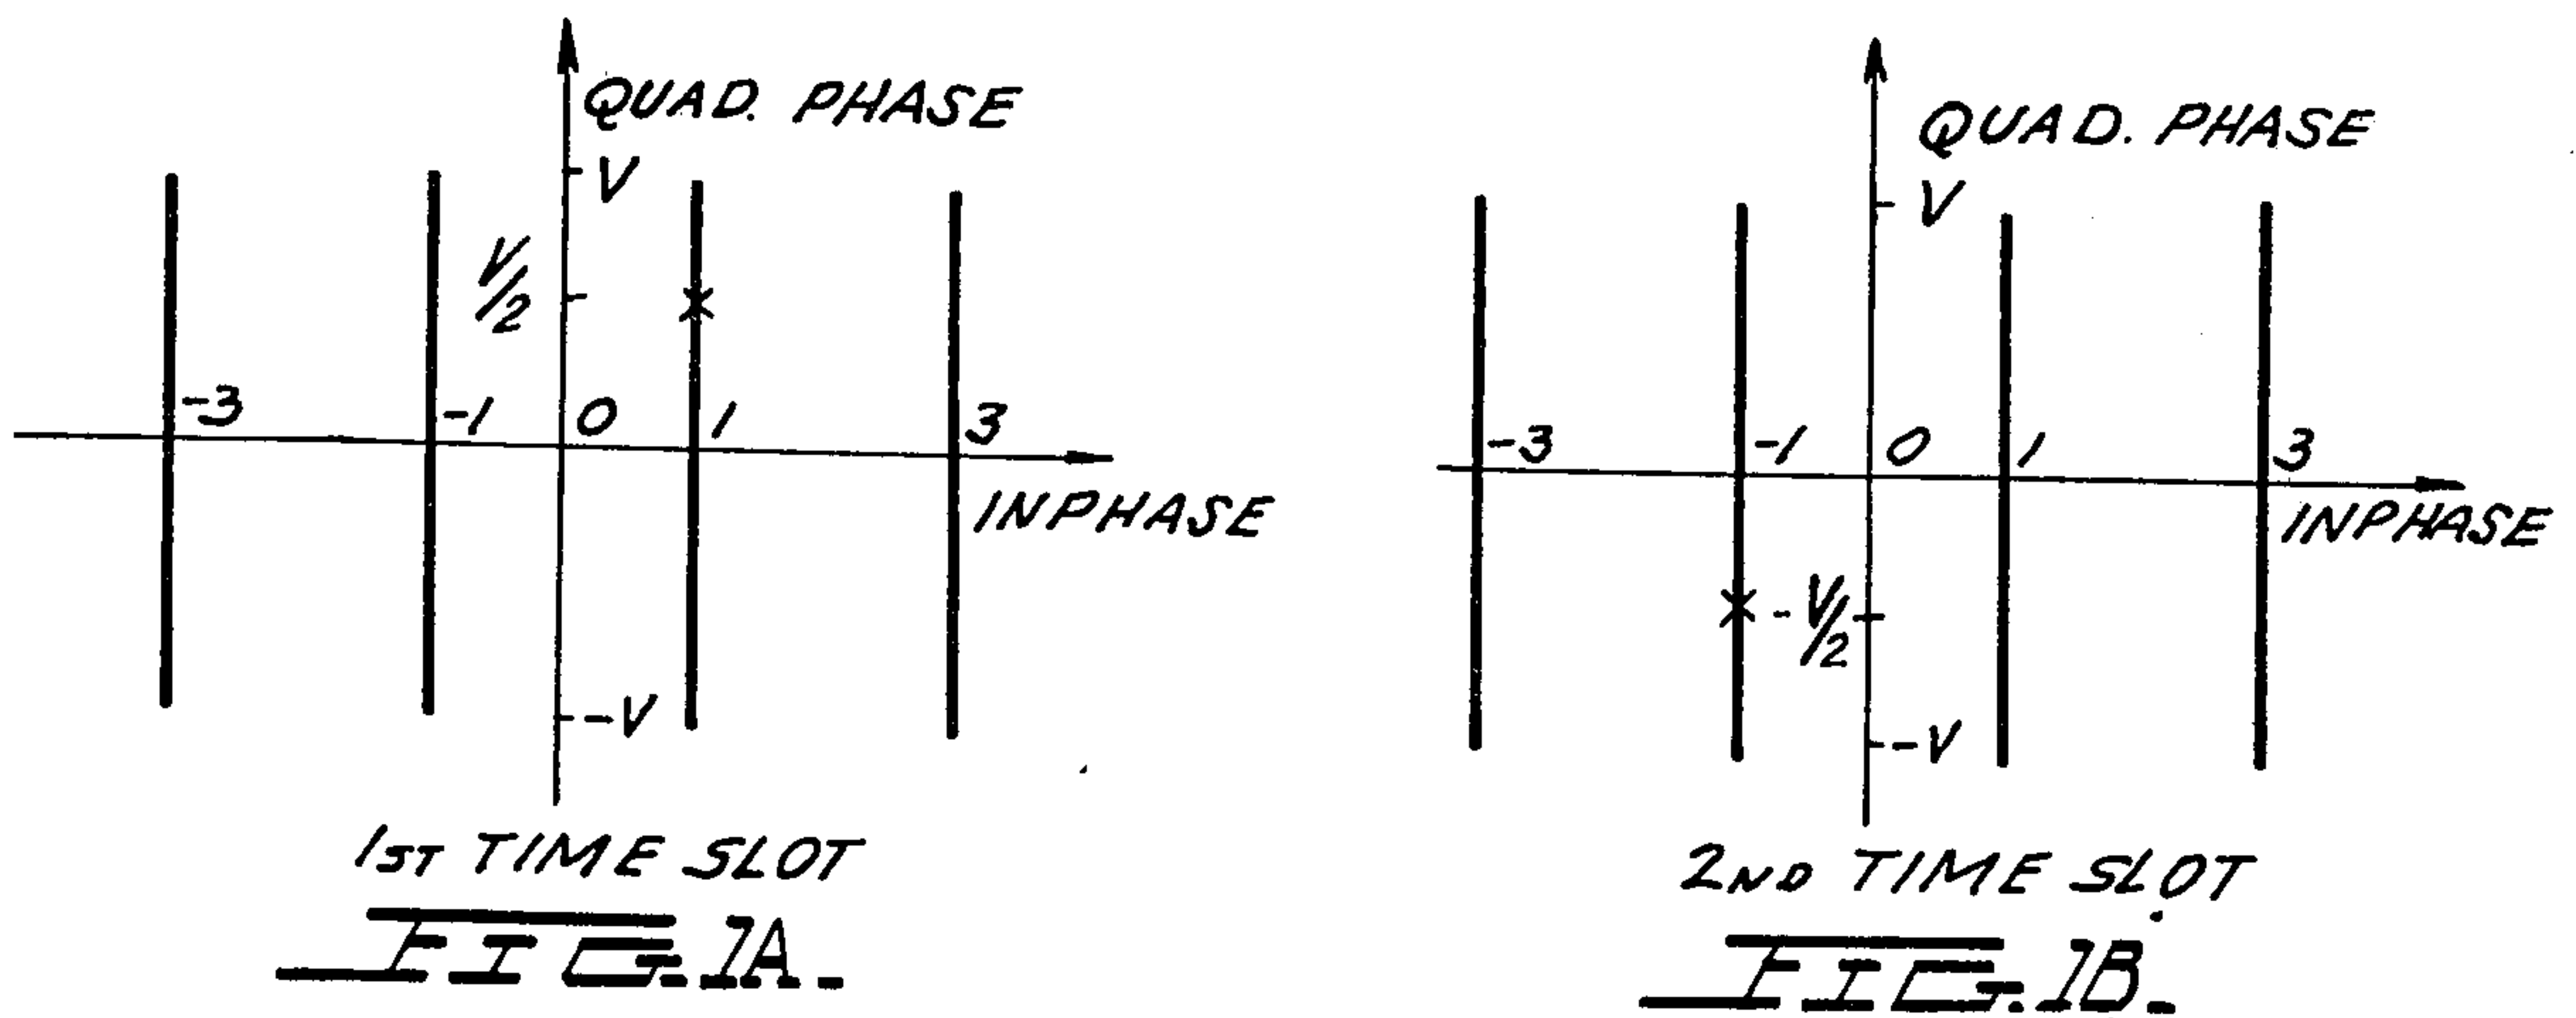 QUAD. PHASE
V
V/2
-3
-1
0
1
3
INPHASE
-V
1ST TIME SLOT
FIG. 1A.
QUAD. PHASE
V
-3
-1
0
1
3
INPHASE
-V/2
-V
2ND TIME SLOT
FIG. 1B.